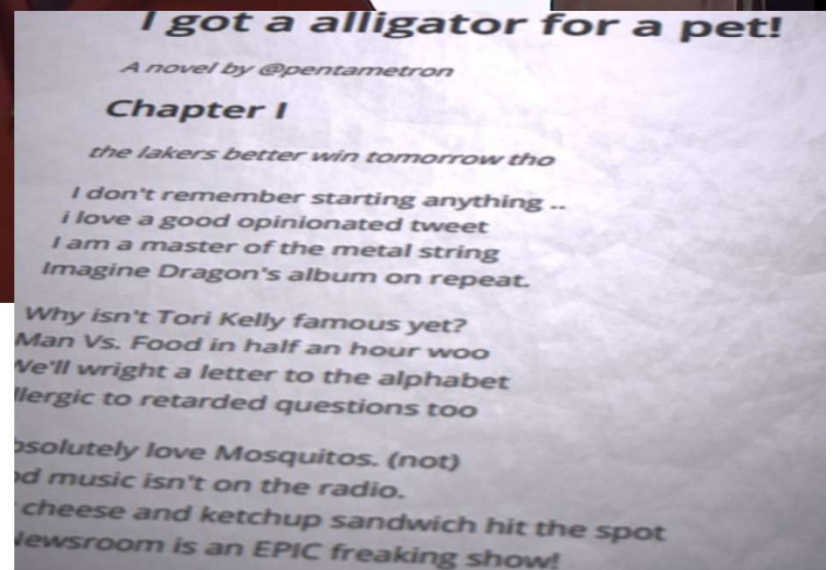 I got a alligator for a pet!
A novel by @pentametron
Chapter I
the lakers better win tomorrow tho
I don't remember starting anything ..
i love a good opinionated tweet
I am a master of the metal string
Imagine Dragon's album on repeat.
Why isn't Tori Kelly famous yet?
Man Vs. Food in half an hour woo
We'll wright a letter to the alphabet
llergic to retarded questions too
bsolutely love Mosquitos. (not)
od music isn't on the radio.
cheese and ketchup sandwich hit the spot
Newsroom is an EPIC freaking show!